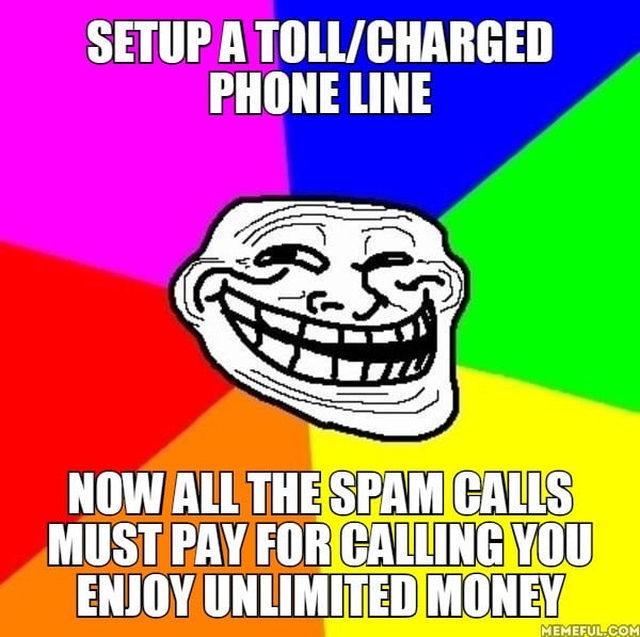 SETUP A TOLL/CHARGED
PHONE LINE
NOW ALL THE SPAM CALLS
MUST PAY FOR CALLING YOU
ENJOY UNLIMITED MONEY
MEMEFUL.COM